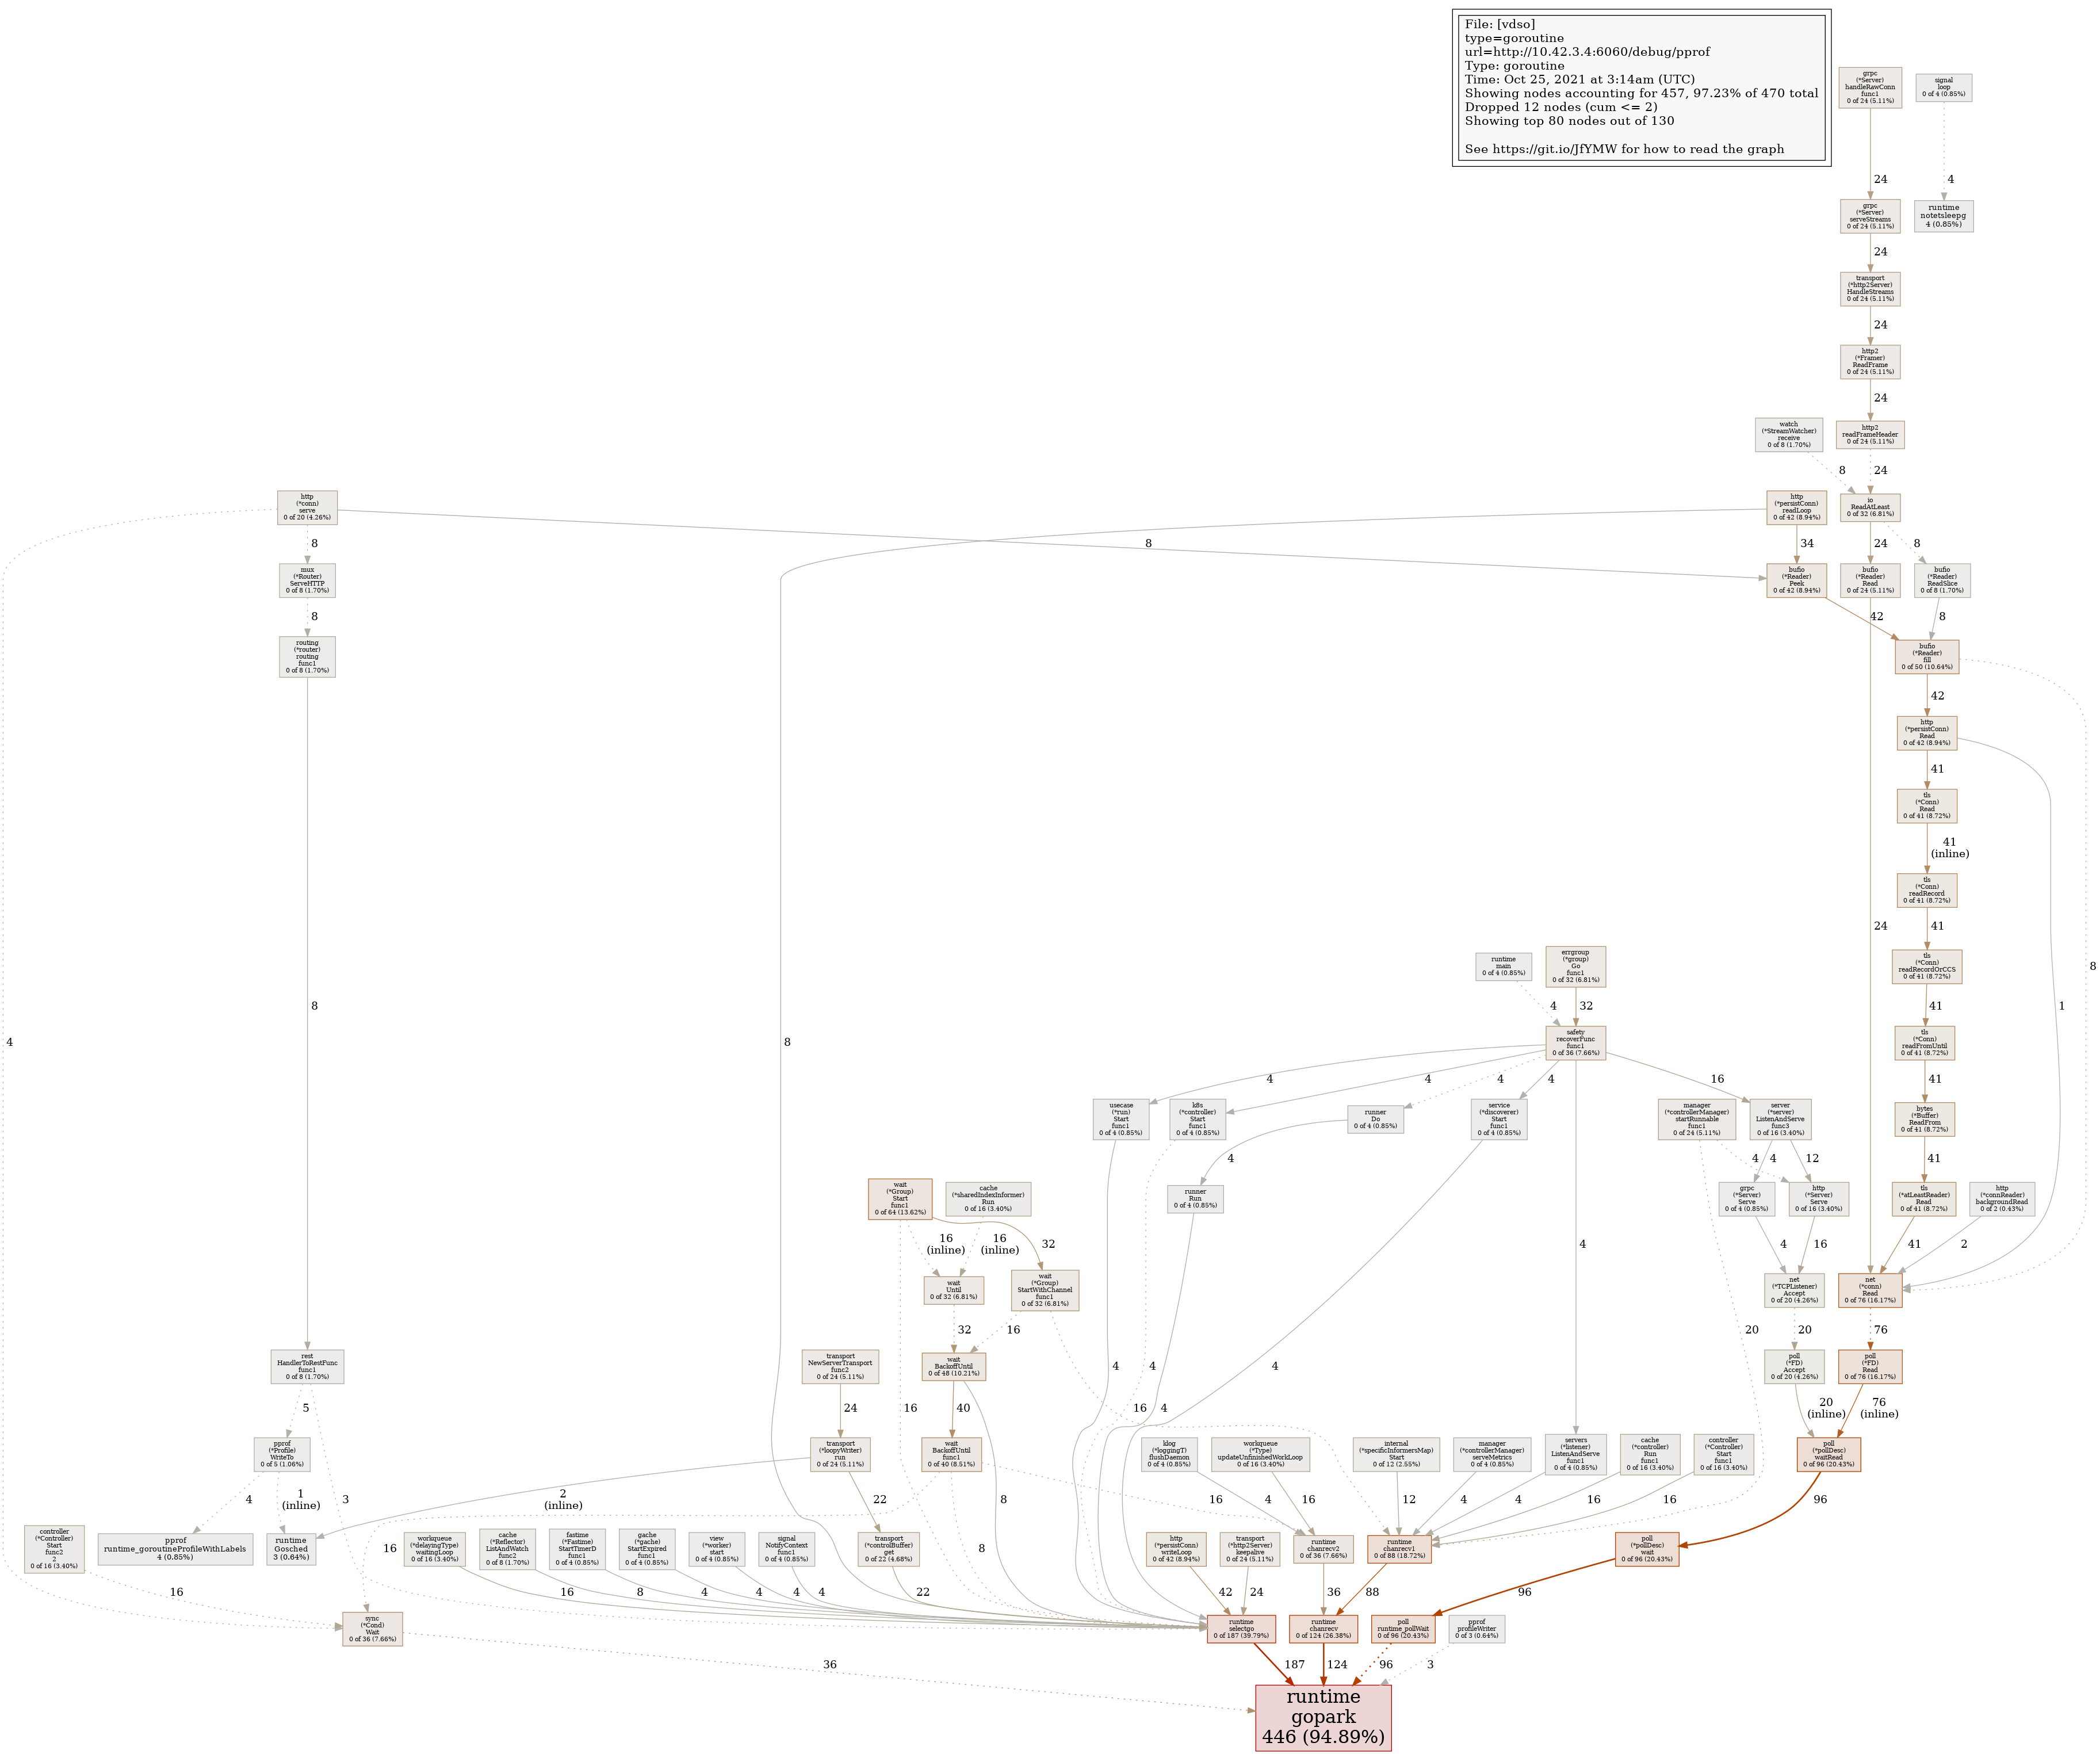 File: [vdso]
type=goroutine
url=http://10.42.3.4:6060/debug/pprof
Type: goroutine
Time: Oct 25, 2021 at 3:14am (UTC)
Showing nodes accounting for 457, 97.23% of 470 total
Dropped 12 nodes (cum <= 2)
Showing top 80 nodes out of 130
See https://git.io/JfYMW for how to read the graph
grpc
(*Server)
handleRawConn
func1
0 of 24 (5.11%)
signal
loop
0 of 4 (0.85%)
24
4
grpc
(*Server)
serveStreams
0 of 24 (5.11%)
runtime
notetsleepg
4 (0.85%)
24
transport
(*http2Server)
HandleStreams
0 of 24 (5.11%)
24
http2
(*Framer)
ReadFrame
0 of 24 (5.11%)
24
watch
(*StreamWatcher)
receive
0 of 8 (1.70%)
http2
readFrameHeader
0 of 24 (5.11%)
8
24
http
(*conn)
serve
0 of 20 (4.26%)
http
(*persistConn)
readLoop
0 of 42 (8.94%)
io
ReadAtLeast
0 of 32 (6.81%)
8
8
34
24
8
mux
(*Router)
ServeHTTP
0 of 8 (1.70%)
bufio
(*Reader)
Peek
0 of 42 (8.94%)
bufio
(*Reader)
Read
0 of 24 (5.11%)
bufio
(*Reader)
ReadSlice
0 of 8 (1.70%)
8
42
8
routing
(*router)
routing
func1
0 of 8 (1.70%)
bufio
(*Reader)
fill
0 of 50 (10.64%)
42
http
(*persistConn)
Read
0 of 42 (8.94%)
41
tls
(*Conn)
Read
0 of 41 (8.72%)
41
(inline)
tls
(*Conn)
readRecord
0 of 41 (8.72%)
24
41
runtime
main
0 of 4 (0.85%)
errgroup
(*group)
Go
func1
0 of 32 (6.81%)
tls
(*Conn)
readRecordOrCCS
0 of 41 (8.72%)
8
8
4
32
41
1
safety
recoverFunc
func1
0 of 36 (7.66%)
tls
(*Conn)
readFromUntil
0 of 41 (8.72%)
4
8
4
4
4
4
16
41
usecase
(*run)
Start
func1
0 of 4 (0.85%)
k8s
(*controller)
Start
func1
0 of 4 (0.85%)
runner
Do
0 of 4 (0.85%)
service
(*discoverer)
Start
func1
0 of 4 (0.85%)
manager
(*controllerManager)
startRunnable
func1
0 of 24 (5.11%)
server
(*server)
ListenAndServe
func3
0 of 16 (3.40%)
bytes
(*Buffer)
ReadFrom
0 of 41 (8.72%)
4
4
4
12
41
wait
(*Group)
Start
func1
0 of 64 (13.62%)
cache
(*sharedIndexInformer)
Run
0 of 16 (3.40%)
runner
Run
0 of 4 (0.85%)
grpc
(*Server)
Serve
0 of 4 (0.85%)
http
(*Server)
Serve
0 of 16 (3.40%)
tls
(*atLeastReader)
Read
0 of 41 (8.72%)
http
(*connReader)
backgroundRead
0 of 2 (0.43%)
16
(inline)
16
(inline)
32
4
4
16
41
2
wait
Until
0 of 32 (6.81%)
wait
(*Group)
StartWithChannel
func1
0 of 32 (6.81%)
net
(*TCPListener)
Accept
0 of 20 (4.26%)
net
(*conn)
Read
0 of 76 (16.17%)
32
16
20
20
76
rest
HandlerToRestFunc
func1
0 of 8 (1.70%)
transport
NewServerTransport
func2
0 of 24 (5.11%)
wait
BackoffUntil
0 of 48 (10.21%)
4
4
4
poll
(*FD)
Accept
0 of 20 (4.26%)
poll
(*FD)
Read
0 of 76 (16.17%)
5
24
16
40
16
4
20
(inline)
76
(inline)
pprof
(*Profile)
WriteTo
0 of 5 (1.06%)
transport
(*loopyWriter)
run
0 of 24 (5.11%)
wait
BackoffUntil
func1
0 of 40 (8.51%)
klog
(*loggingT)
flushDaemon
0 of 4 (0.85%)
workqueue
(*Type)
updateUnfinishedWorkLoop
0 of 16 (3.40%)
internal
(*specificInformersMap)
Start
0 of 12 (2.55%)
manager
(*controllerManager)
serveMetrics
0 of 4 (0.85%)
servers
(*listener)
ListenAndServe
func1
0 of 4 (0.85%)
cache
(*controller)
Run
func1
0 of 16 (3.40%)
controller
(*Controller)
Start
func1
0 of 16 (3.40%)
poll
(*pollDesc)
waitRead
0 of 96 (20.43%)
4
1
(inline)
3
2
(inline)
22
8
16
4
16
12
4
4
16
16
96
controller
(*Controller)
Start
func2
2
0 of 16 (3.40%)
pprof
runtime_goroutineProfileWithLabels
4 (0.85%)
runtime
Gosched
3 (0.64%)
16
workqueue
(*delayingType)
waitingLoop
0 of 16 (3.40%)
cache
(*Reflector)
ListAndWatch
func2
0 of 8 (1.70%)
fastime
(*Fastime)
StartTimerD
func1
0 of 4 (0.85%)
gache
(*gache)
StartExpired
func1
0 of 4 (0.85%)
view
(*worker)
start
0 of 4 (0.85%)
signal
NotifyContext
func1
0 of 4 (0.85%)
transport
(*controlBuffer)
get
0 of 22 (4.68%)
8
http
(*persistConn)
writeLoop
0 of 42 (8.94%)
transport
(*http2Server)
keepalive
0 of 24 (5.11%)
runtime
chanrecv2
0 of 36 (7.66%)
runtime
chanrecv1
0 of 88 (18.72%)
poll
(*pollDesc)
wait
0 of 96 (20.43%)
16
16
8
4
4
4
4
22
42
24
36
88
96
sync
(*Cond)
Wait
0 of 36 (7.66%)
runtime
selectgo
0 of 187 (39.79%)
runtime
chanrecv
0 of 124 (26.38%)
poll
runtime_pollWait
0 of 96 (20.43%)
pprof
profileWriter
0 of 3 (0.64%)
36
187
124
96
3
runtime
gopark
446 (94.89%)